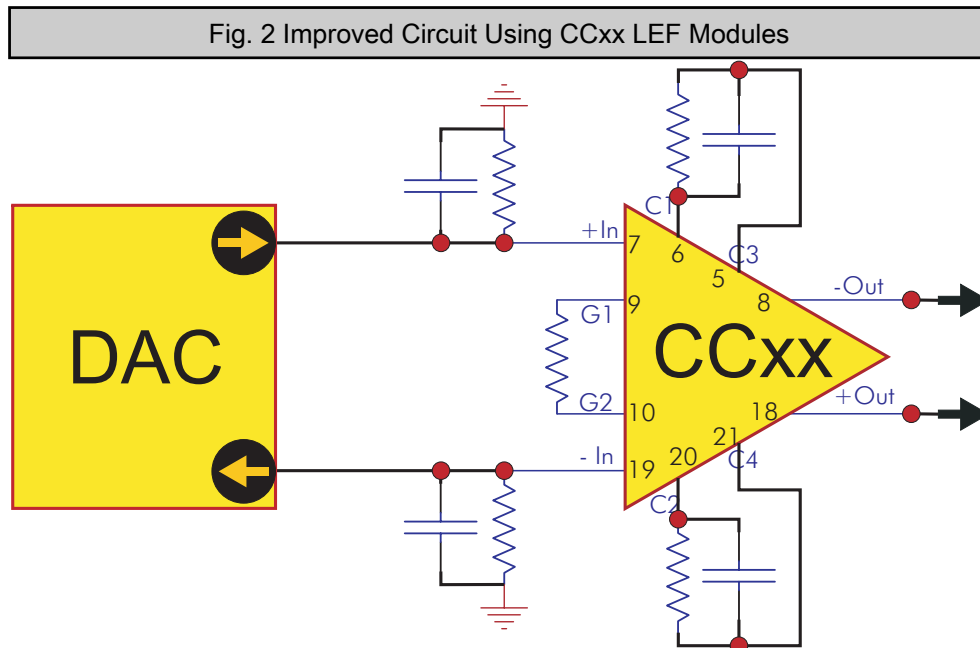 Fig. 2 Improved Circuit Using CCxx LEF Modules
C1
+In
7
6
C3
5
8
-Out
9
G1
DAC
CCxx
G2
10
18
+Out
21
- In
19
20
C4
C2